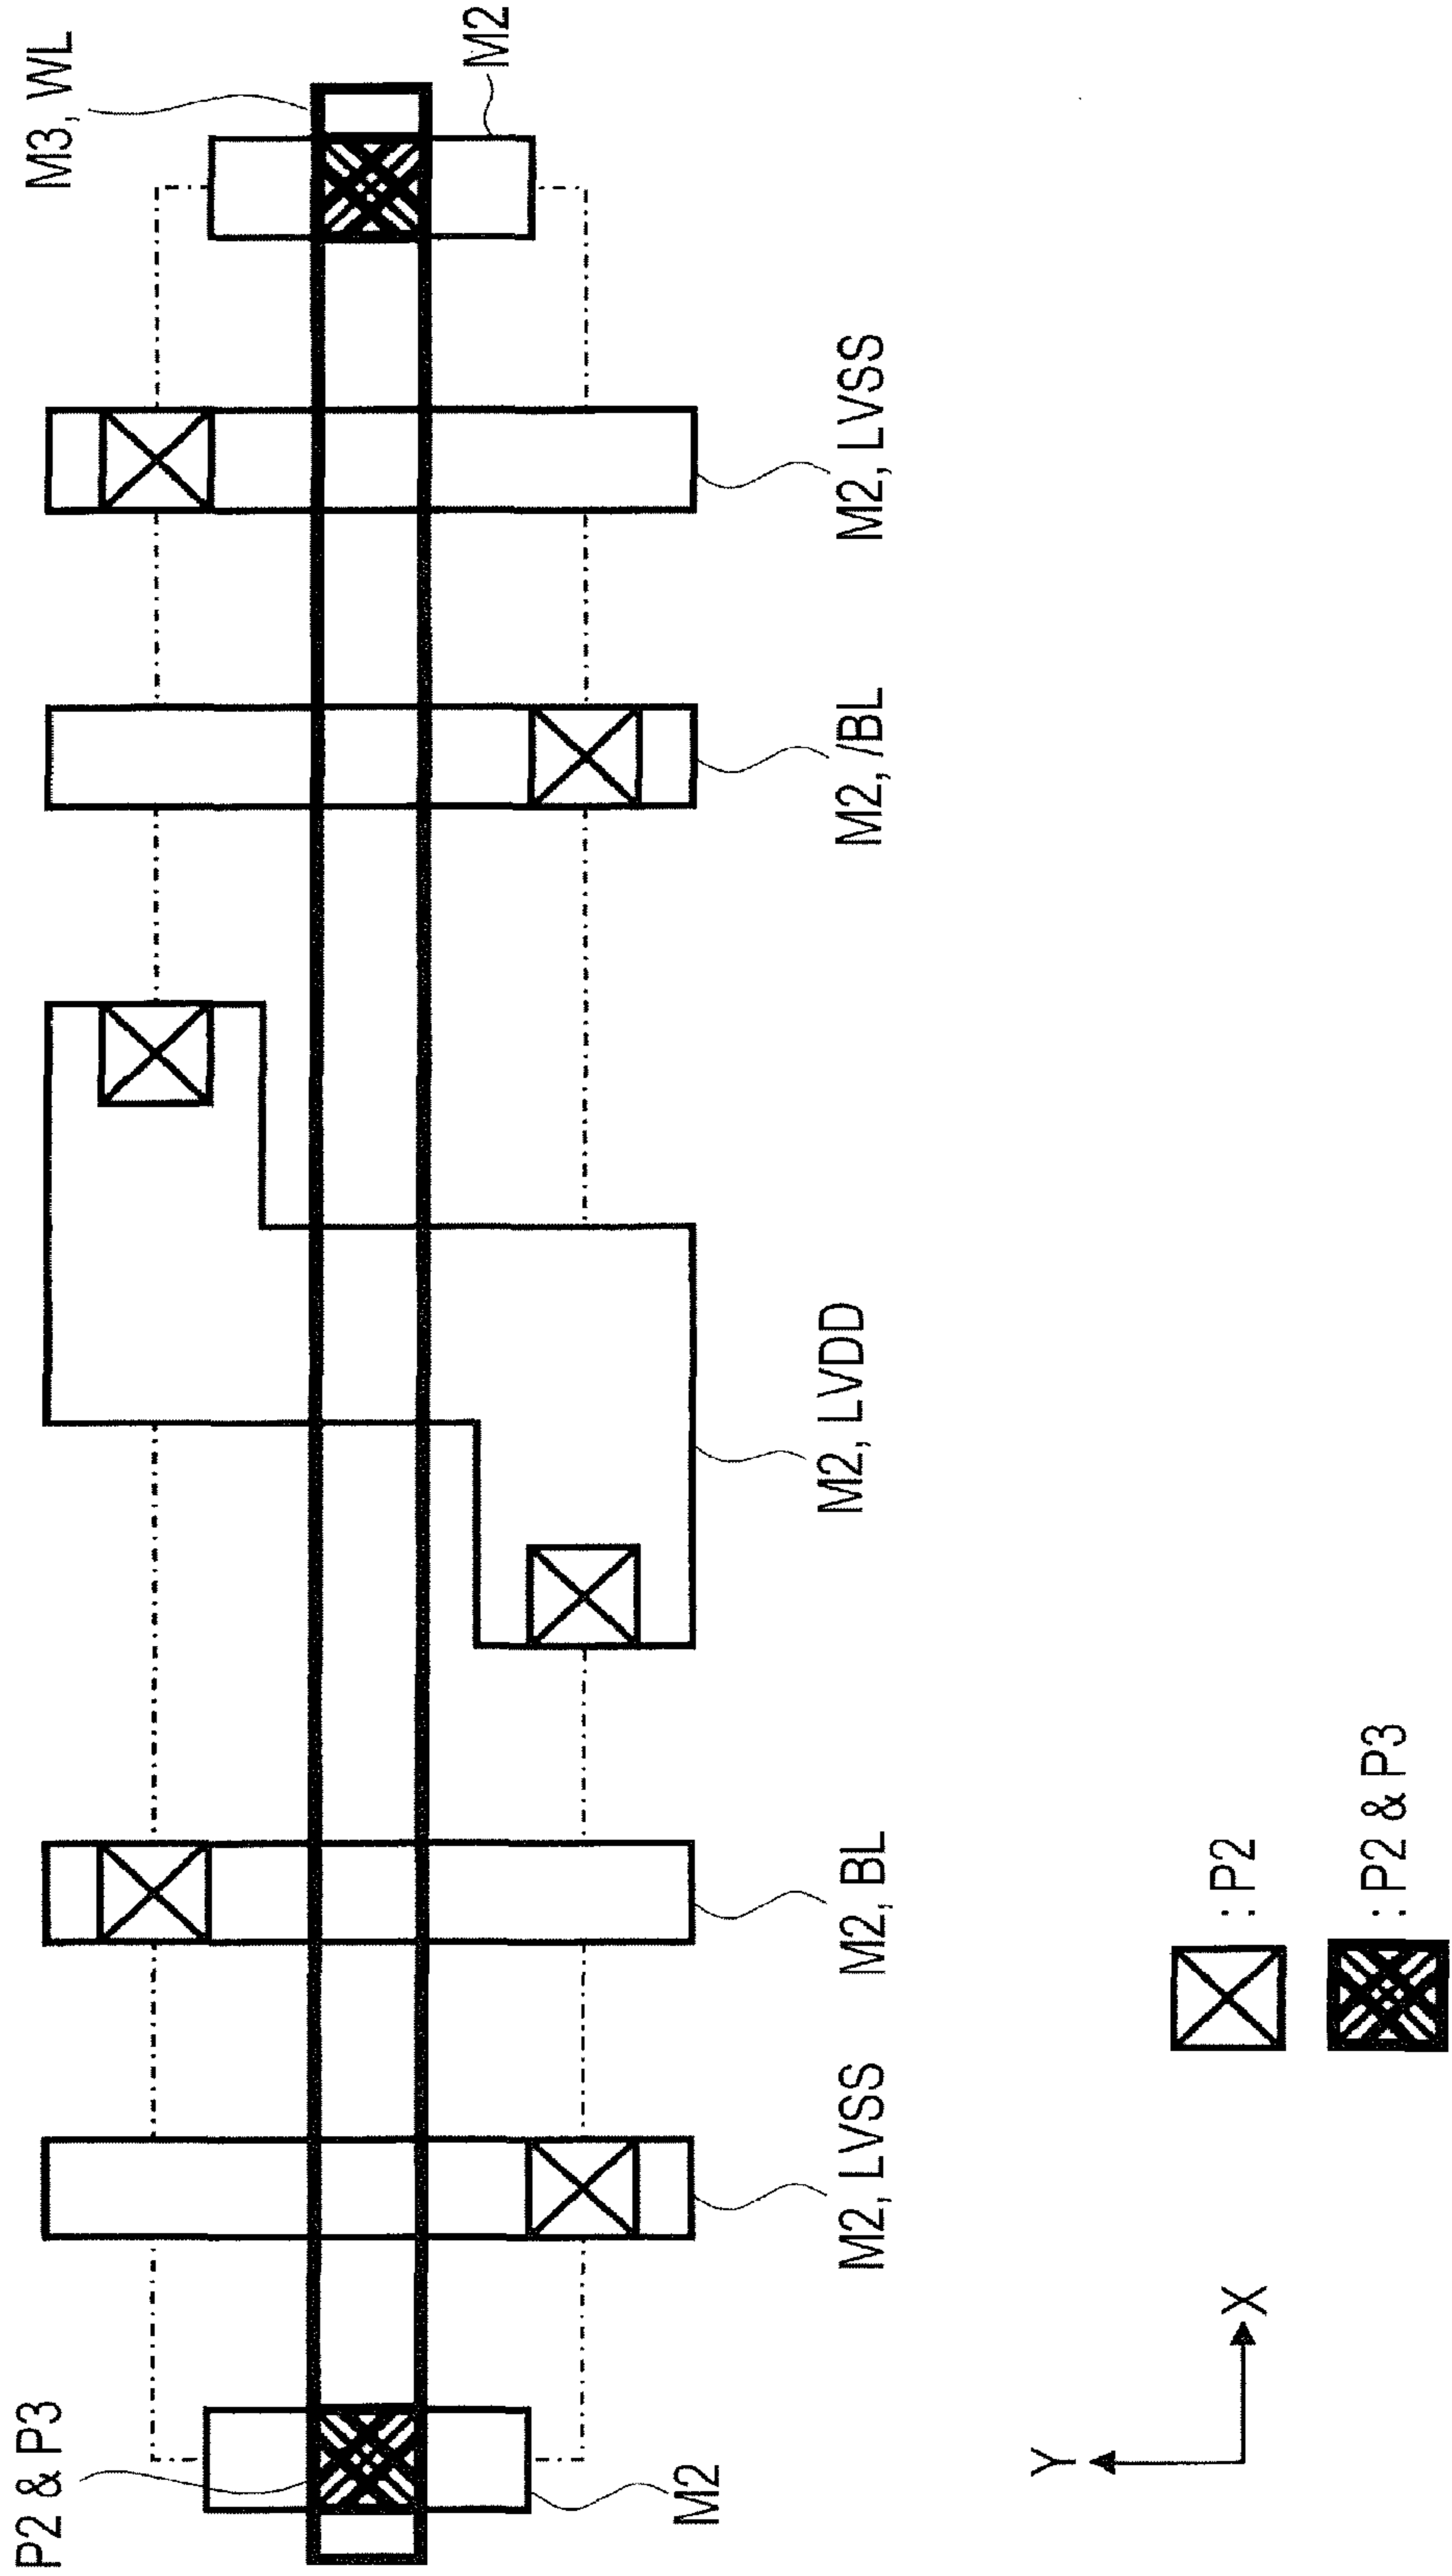 P2 & P3
M3, WL
M2
M2
M2, LVSS
M2, BL
M2, LVDD
M2, /BL
M2, LVSS
Y
X
: P2
: P2 & P3